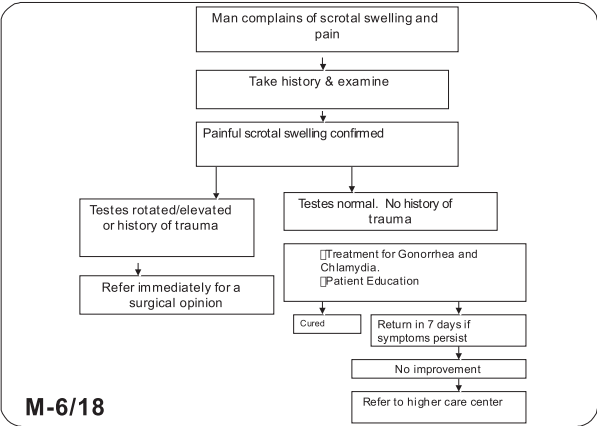 Man complains of scrotal swelling and
pain
Take history & examine
Painful scrotal swelling confirmed
Testes rotated/elevated
or history of trauma
Testes normal. No history of
trauma
Refer immediately for a
surgical opinion
Treatment for Gonorrhea and
Chlamydia.
Patient Education
Cured
Return in 7 days if
symptoms persist
No improvement
Refer to higher care center
M-6/18